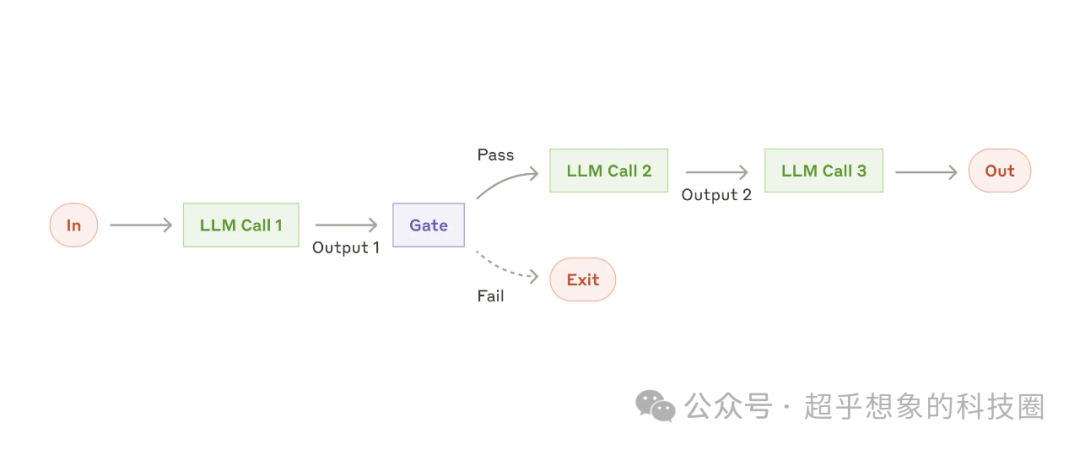 In
LLM Call 1
Output 1
Gate
Pass
LLM Call 2
Output 2
LLM Call 3
Out
Fail
Exit
公众号 · 超乎想象的科技圈